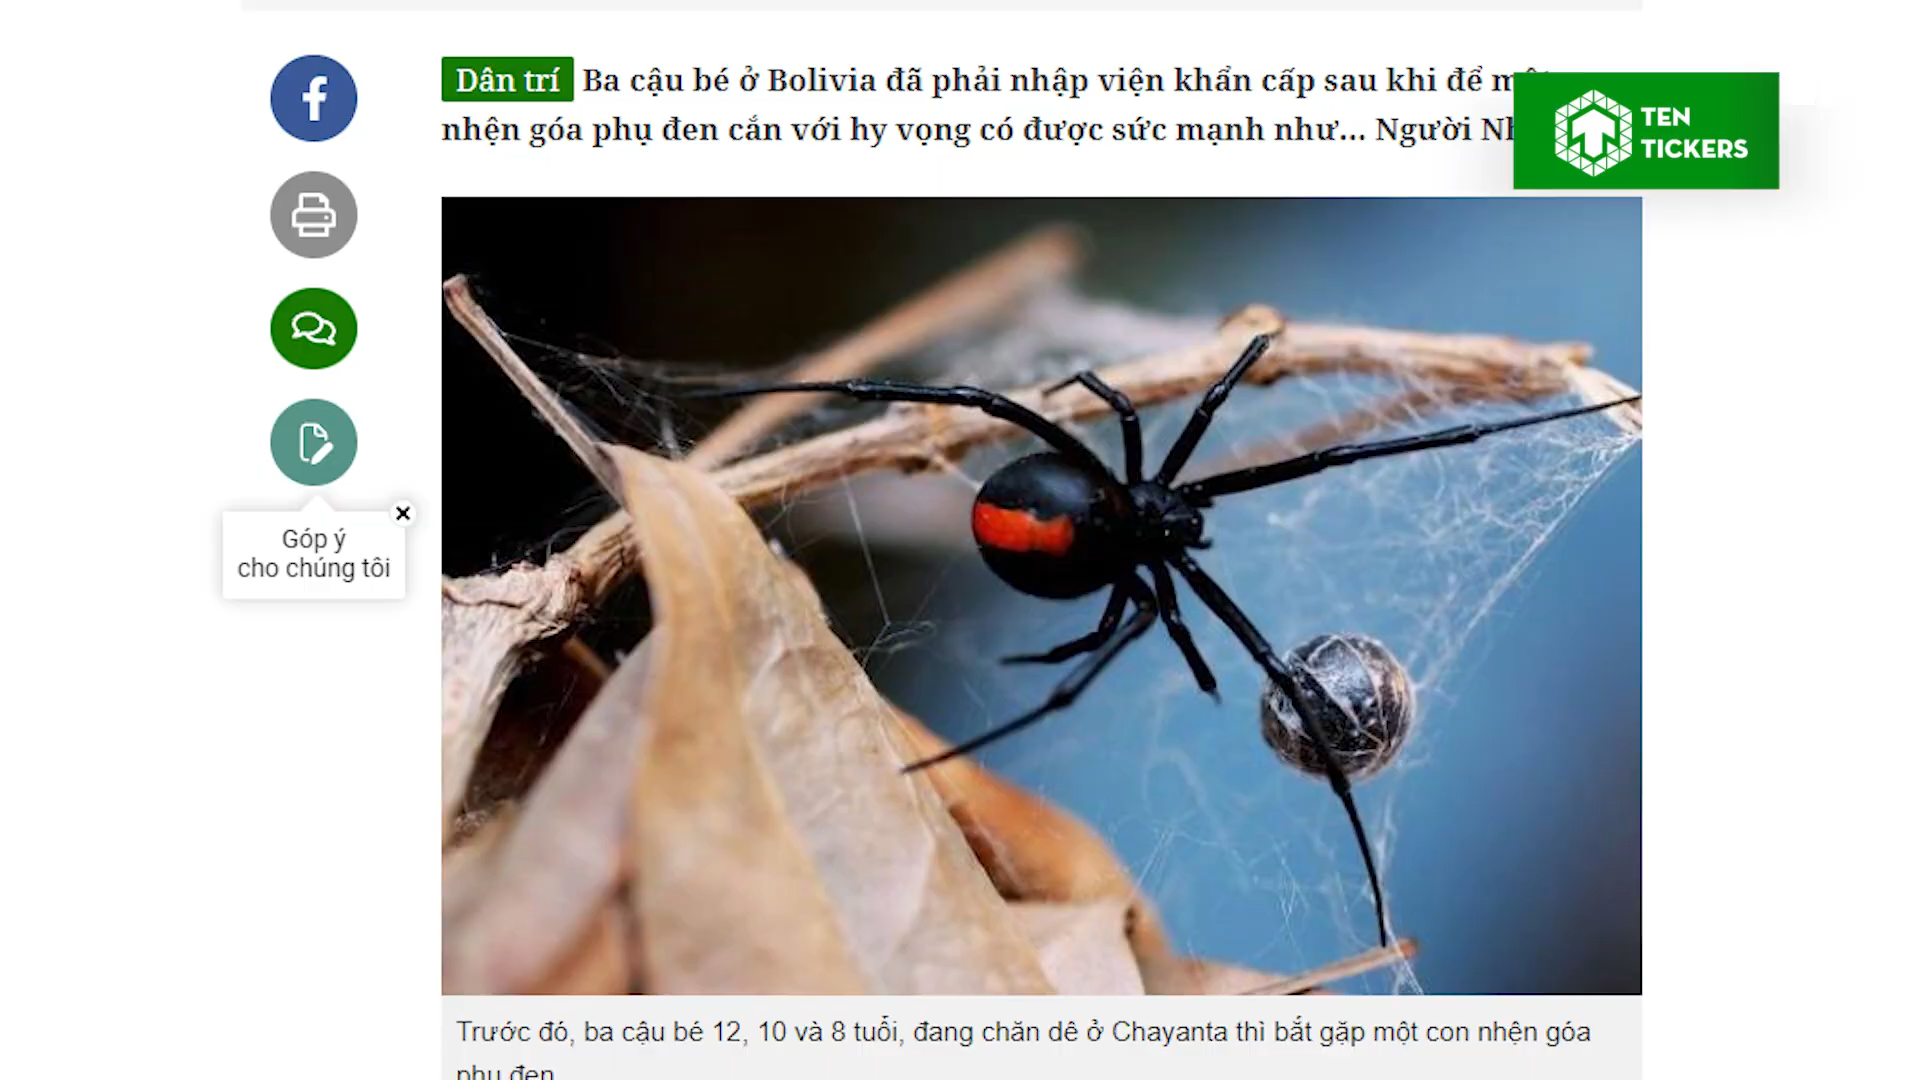 Dân trí Ba cậu bé ở Bolivia đã phải nhập viện khẩn cấp sau khi để
nhện góa phụ đen cắn với hy vọng có được sức mạnh như... Người
TEN
TICKERS
Góp ý
cho chúng tôi
Trước đó, ba cậu bé 12, 10 và 8 tuổi, đang chăn dê ở Chayanta thì bắt gặp một con nhện góa
phụ đen